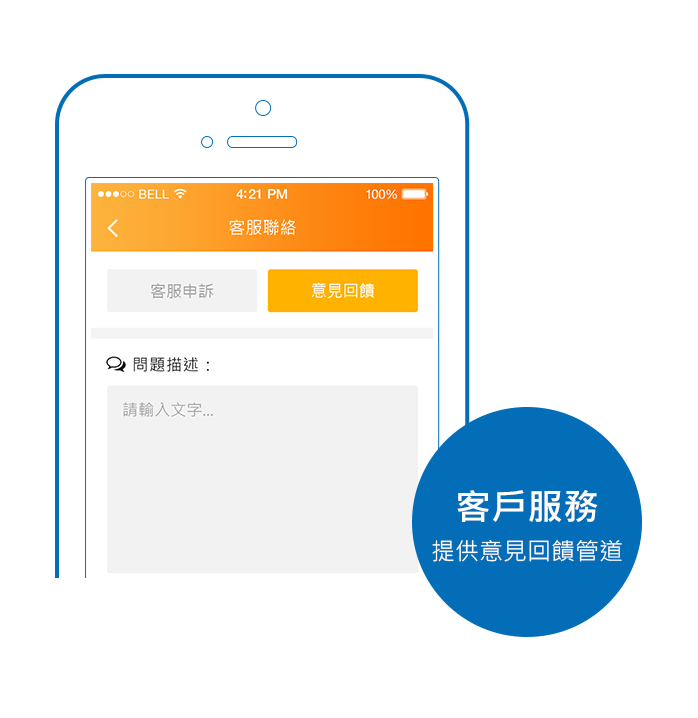 BELL 4:21 PM 100%
客服聯絡
客服申訴 意見回饋
問題描述：
請輸入文字...
客戶服務
提供意見回饋管道